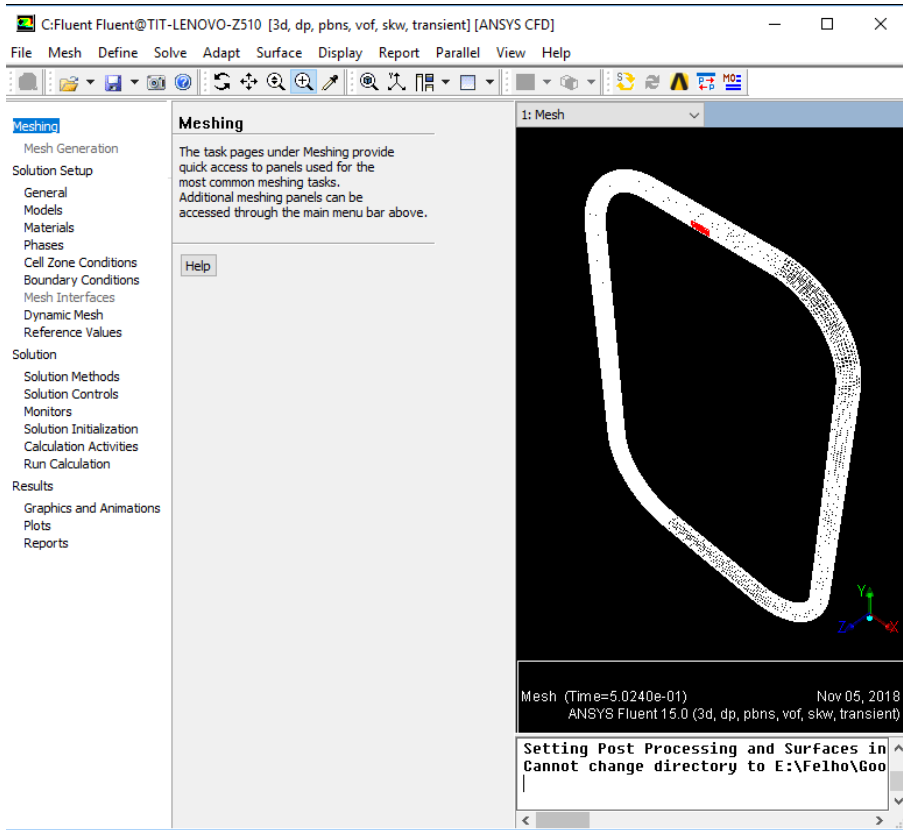 C:Fluent Fluent@TIT-LENOVO-Z510 [3d, dp, pbns, vof, skw, transient] [ANSYS CFD]
File Mesh Define Solve Adapt Surface Display Report Parallel View Help
Meshing
Mesh Generation
Solution Setup
General
Models
Materials
Phases
Cell Zone Conditions
Boundary Conditions
Mesh Interfaces
Dynamic Mesh
Reference Values
Solution
Solution Methods
Solution Controls
Monitors
Solution Initialization
Calculation Activities
Run Calculation
Results
Graphics and Animations
Plots
Reports
Meshing
The task pages under Meshing provide
quick access to panels used for the
most common meshing tasks.
Additional meshing panels can be
accessed through the main menu bar above.
Help
1: Mesh
Y
Z
X
Mesh (Time=5.0240e-01)
Nov 05, 2018
ANSYS Fluent 15.0 (3d, dp, pbns, vof, skw, transient)
Setting Post Processing and Surfaces in
Cannot change directory to E:\Felho\Goo